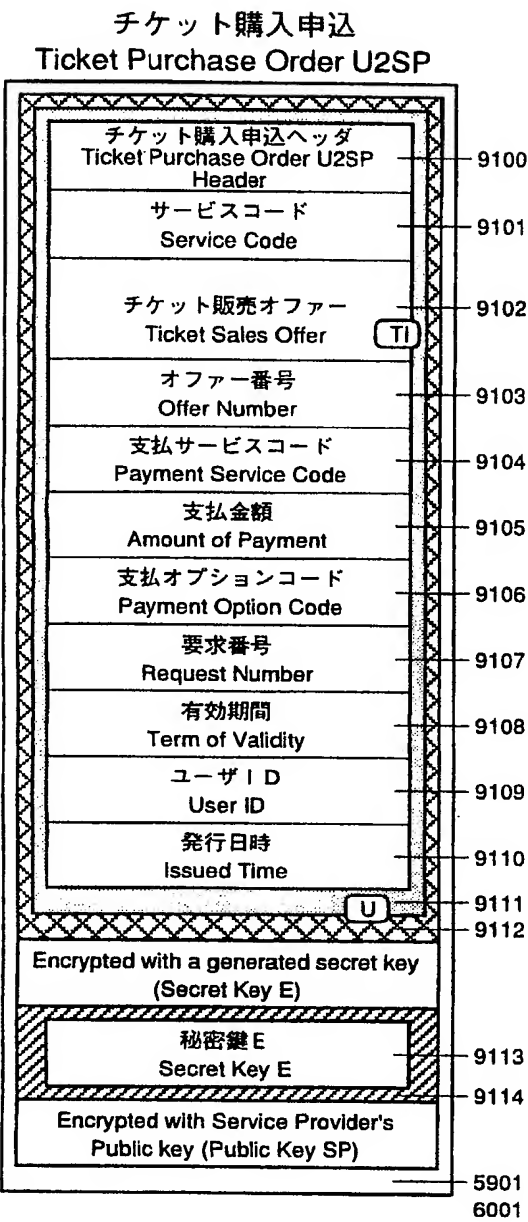 チケット購入申込
Ticket Purchase Order U2SP
チケット購入申込ヘッダ
Ticket Purchase Order U2SP
Header
9100
サービスコード
Service Code
9101
チケット販売オファー
Ticket Sales Offer
TI
9102
オファー番号
Offer Number
9103
支払サービスコード
Payment Service Code
9104
支払金額
Amount of Payment
9105
支払オプションコード
Payment Option Code
9106
要求番号
Request Number
9107
有効期間
Term of Validity
9108
ユーザID
User ID
9109
発行日時
Issued Time
9110
U
9111
9112
Encrypted with a generated secret key
(Secret Key E)
秘密鍵E
Secret Key E
9113
9114
Encrypted with Service Provider's
Public key (Public Key SP)
5901
6001